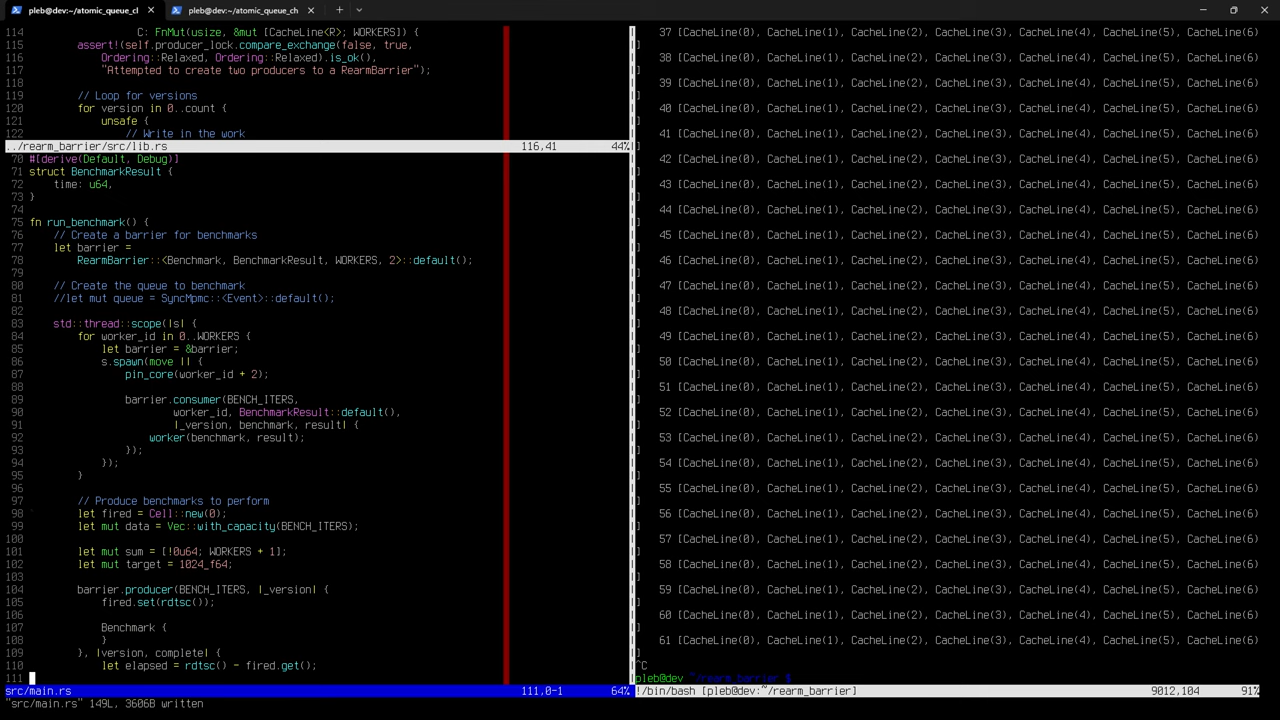 pleb@dev:~/atomic_queue_ch
pleb@dev:~/atomic_queue_ch
114                     C: FnMut(usize, &mut [CacheLine<R>; WORKERS]) {
115         assert!(self.producer_lock.compare_exchange(false, true,
116             Ordering::Relaxed, Ordering::Relaxed).is_ok(),
117             "Attempted to create two producers to a RearmBarrier");
118
119         // Loop for versions
120         for version in 0..count {
121             unsafe {
122                 // Write in the work
../rearm_barrier/src/lib.rs 116,41 44%
70 #[derive(Default, Debug)]
71 struct BenchmarkResult {
72     time: u64,
73 }
74
75 fn run_benchmark() {
76     // Create a barrier for benchmarks
77     let barrier =
78         RearmBarrier::<Benchmark, BenchmarkResult, WORKERS, 2>::default();
79
80     // Create the queue to benchmark
81     //let mut queue = SyncMpmc::<Event>::default();
82
83     std::thread::scope(|s| {
84         for worker_id in 0..WORKERS {
85             let barrier = &barrier;
86             s.spawn(move || {
87                 pin_core(worker_id + 2);
88
89                 barrier.consumer(BENCH_ITERS,
90                         worker_id, BenchmarkResult::default(),
91                         |_version, benchmark, result| {
92                     worker(benchmark, result);
93                 });
94             });
95         }
96
97         // Produce benchmarks to perform
98         let fired = Cell::new(0);
99         let mut data = Vec::with_capacity(BENCH_ITERS);
100
101         let mut sum = [!0u64; WORKERS + 1];
102         let mut target = 1024_f64;
103
104         barrier.producer(BENCH_ITERS, |_version| {
105             fired.set(rdtsc());
106
107             Benchmark {
108             }
109         }, |version, complete| {
110             let elapsed = rdtsc() - fired.get();
111
src/main.rs 111,0-1 64%
"src/main.rs" 149L, 3606B written
37 [CacheLine(0), CacheLine(1), CacheLine(2), CacheLine(3), CacheLine(4), CacheLine(5), CacheLine(6)
]
38 [CacheLine(0), CacheLine(1), CacheLine(2), CacheLine(3), CacheLine(4), CacheLine(5), CacheLine(6)
]
39 [CacheLine(0), CacheLine(1), CacheLine(2), CacheLine(3), CacheLine(4), CacheLine(5), CacheLine(6)
]
40 [CacheLine(0), CacheLine(1), CacheLine(2), CacheLine(3), CacheLine(4), CacheLine(5), CacheLine(6)
]
41 [CacheLine(0), CacheLine(1), CacheLine(2), CacheLine(3), CacheLine(4), CacheLine(5), CacheLine(6)
]
42 [CacheLine(0), CacheLine(1), CacheLine(2), CacheLine(3), CacheLine(4), CacheLine(5), CacheLine(6)
]
43 [CacheLine(0), CacheLine(1), CacheLine(2), CacheLine(3), CacheLine(4), CacheLine(5), CacheLine(6)
]
44 [CacheLine(0), CacheLine(1), CacheLine(2), CacheLine(3), CacheLine(4), CacheLine(5), CacheLine(6)
]
45 [CacheLine(0), CacheLine(1), CacheLine(2), CacheLine(3), CacheLine(4), CacheLine(5), CacheLine(6)
]
46 [CacheLine(0), CacheLine(1), CacheLine(2), CacheLine(3), CacheLine(4), CacheLine(5), CacheLine(6)
]
47 [CacheLine(0), CacheLine(1), CacheLine(2), CacheLine(3), CacheLine(4), CacheLine(5), CacheLine(6)
]
48 [CacheLine(0), CacheLine(1), CacheLine(2), CacheLine(3), CacheLine(4), CacheLine(5), CacheLine(6)
]
49 [CacheLine(0), CacheLine(1), CacheLine(2), CacheLine(3), CacheLine(4), CacheLine(5), CacheLine(6)
]
50 [CacheLine(0), CacheLine(1), CacheLine(2), CacheLine(3), CacheLine(4), CacheLine(5), CacheLine(6)
]
51 [CacheLine(0), CacheLine(1), CacheLine(2), CacheLine(3), CacheLine(4), CacheLine(5), CacheLine(6)
]
52 [CacheLine(0), CacheLine(1), CacheLine(2), CacheLine(3), CacheLine(4), CacheLine(5), CacheLine(6)
]
53 [CacheLine(0), CacheLine(1), CacheLine(2), CacheLine(3), CacheLine(4), CacheLine(5), CacheLine(6)
]
54 [CacheLine(0), CacheLine(1), CacheLine(2), CacheLine(3), CacheLine(4), CacheLine(5), CacheLine(6)
]
55 [CacheLine(0), CacheLine(1), CacheLine(2), CacheLine(3), CacheLine(4), CacheLine(5), CacheLine(6)
]
56 [CacheLine(0), CacheLine(1), CacheLine(2), CacheLine(3), CacheLine(4), CacheLine(5), CacheLine(6)
]
57 [CacheLine(0), CacheLine(1), CacheLine(2), CacheLine(3), CacheLine(4), CacheLine(5), CacheLine(6)
]
58 [CacheLine(0), CacheLine(1), CacheLine(2), CacheLine(3), CacheLine(4), CacheLine(5), CacheLine(6)
]
59 [CacheLine(0), CacheLine(1), CacheLine(2), CacheLine(3), CacheLine(4), CacheLine(5), CacheLine(6)
]
60 [CacheLine(0), CacheLine(1), CacheLine(2), CacheLine(3), CacheLine(4), CacheLine(5), CacheLine(6)
]
61 [CacheLine(0), CacheLine(1), CacheLine(2), CacheLine(3), CacheLine(4), CacheLine(5), CacheLine(6)
]
^C
pleb@dev ~/rearm_barrier $
!/bin/bash [pleb@dev:~/rearm_barrier] 9012,104 91%